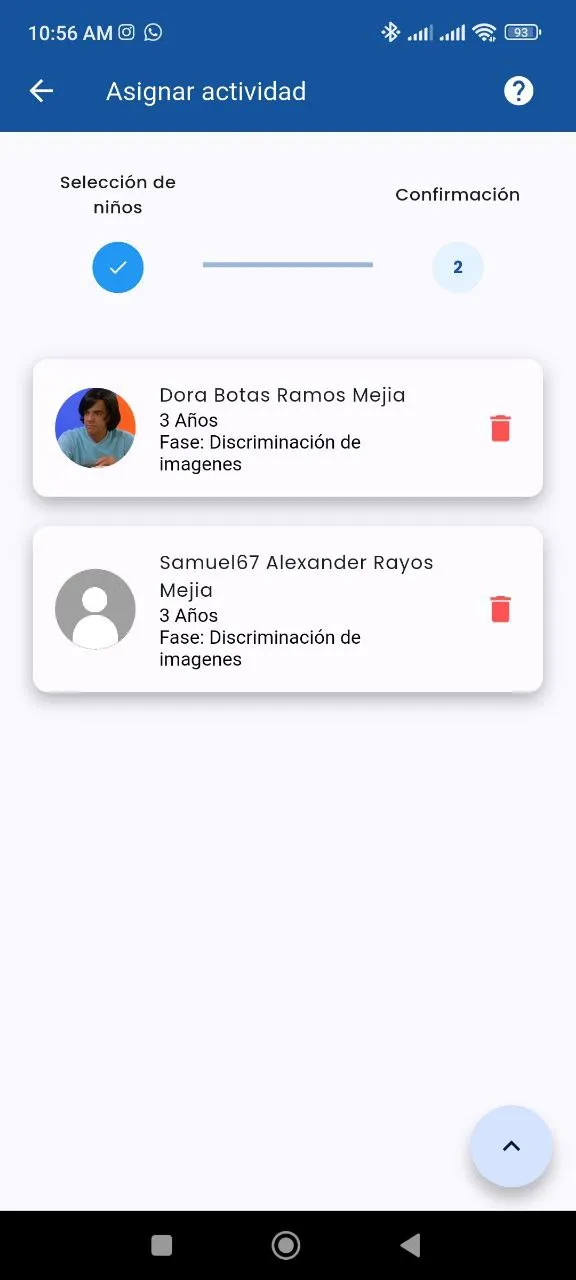 10:56 AM
93
Asignar actividad
?
Selección de
niños
Confirmación
2
Dora Botas Ramos Mejia
3 Años
Fase: Discriminación de
imagenes
Samuel67 Alexander Rayos
Mejia
3 Años
Fase: Discriminación de
imagenes